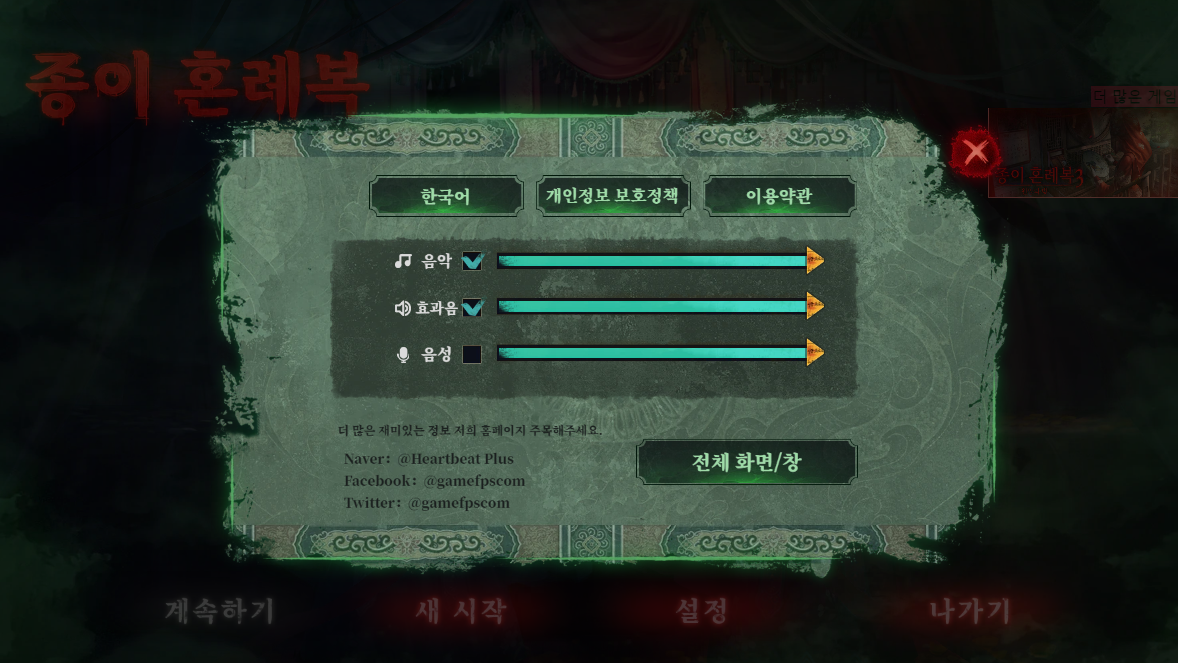 종이 혼례복
더 많은 게임
종이 혼례복3
한국어
개인정보 보호정책
이용약관
음악
효과음
음성
더 많은 재미있는 정보 저희 홈페이지 주목해주세요.
Naver: @Heartbeat Plus
Facebook: @gamefpscom
Twitter: @gamefpscom
전체 화면/창
계속하기
새 시작
설정
나가기